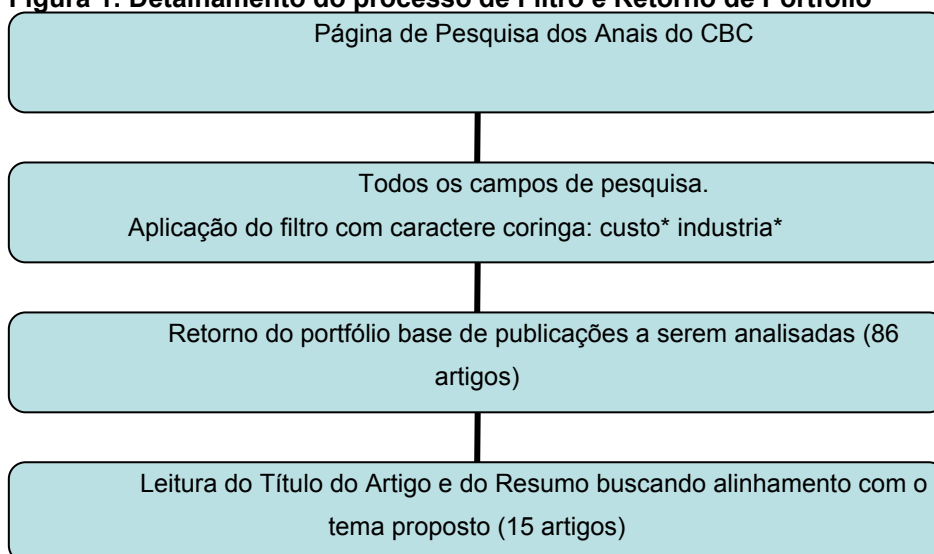 Figura 1: Detalhamento do processo de Filtro e Retorno de Portfólio
Página de Pesquisa dos Anais do CBC
Todos os campos de pesquisa.
Aplicação do filtro com caractere coringa: custo* industria*
Retorno do portfólio base de publicações a serem analisadas (86
artigos)
Leitura do Título do Artigo e do Resumo buscando alinhamento com o
tema proposto (15 artigos)